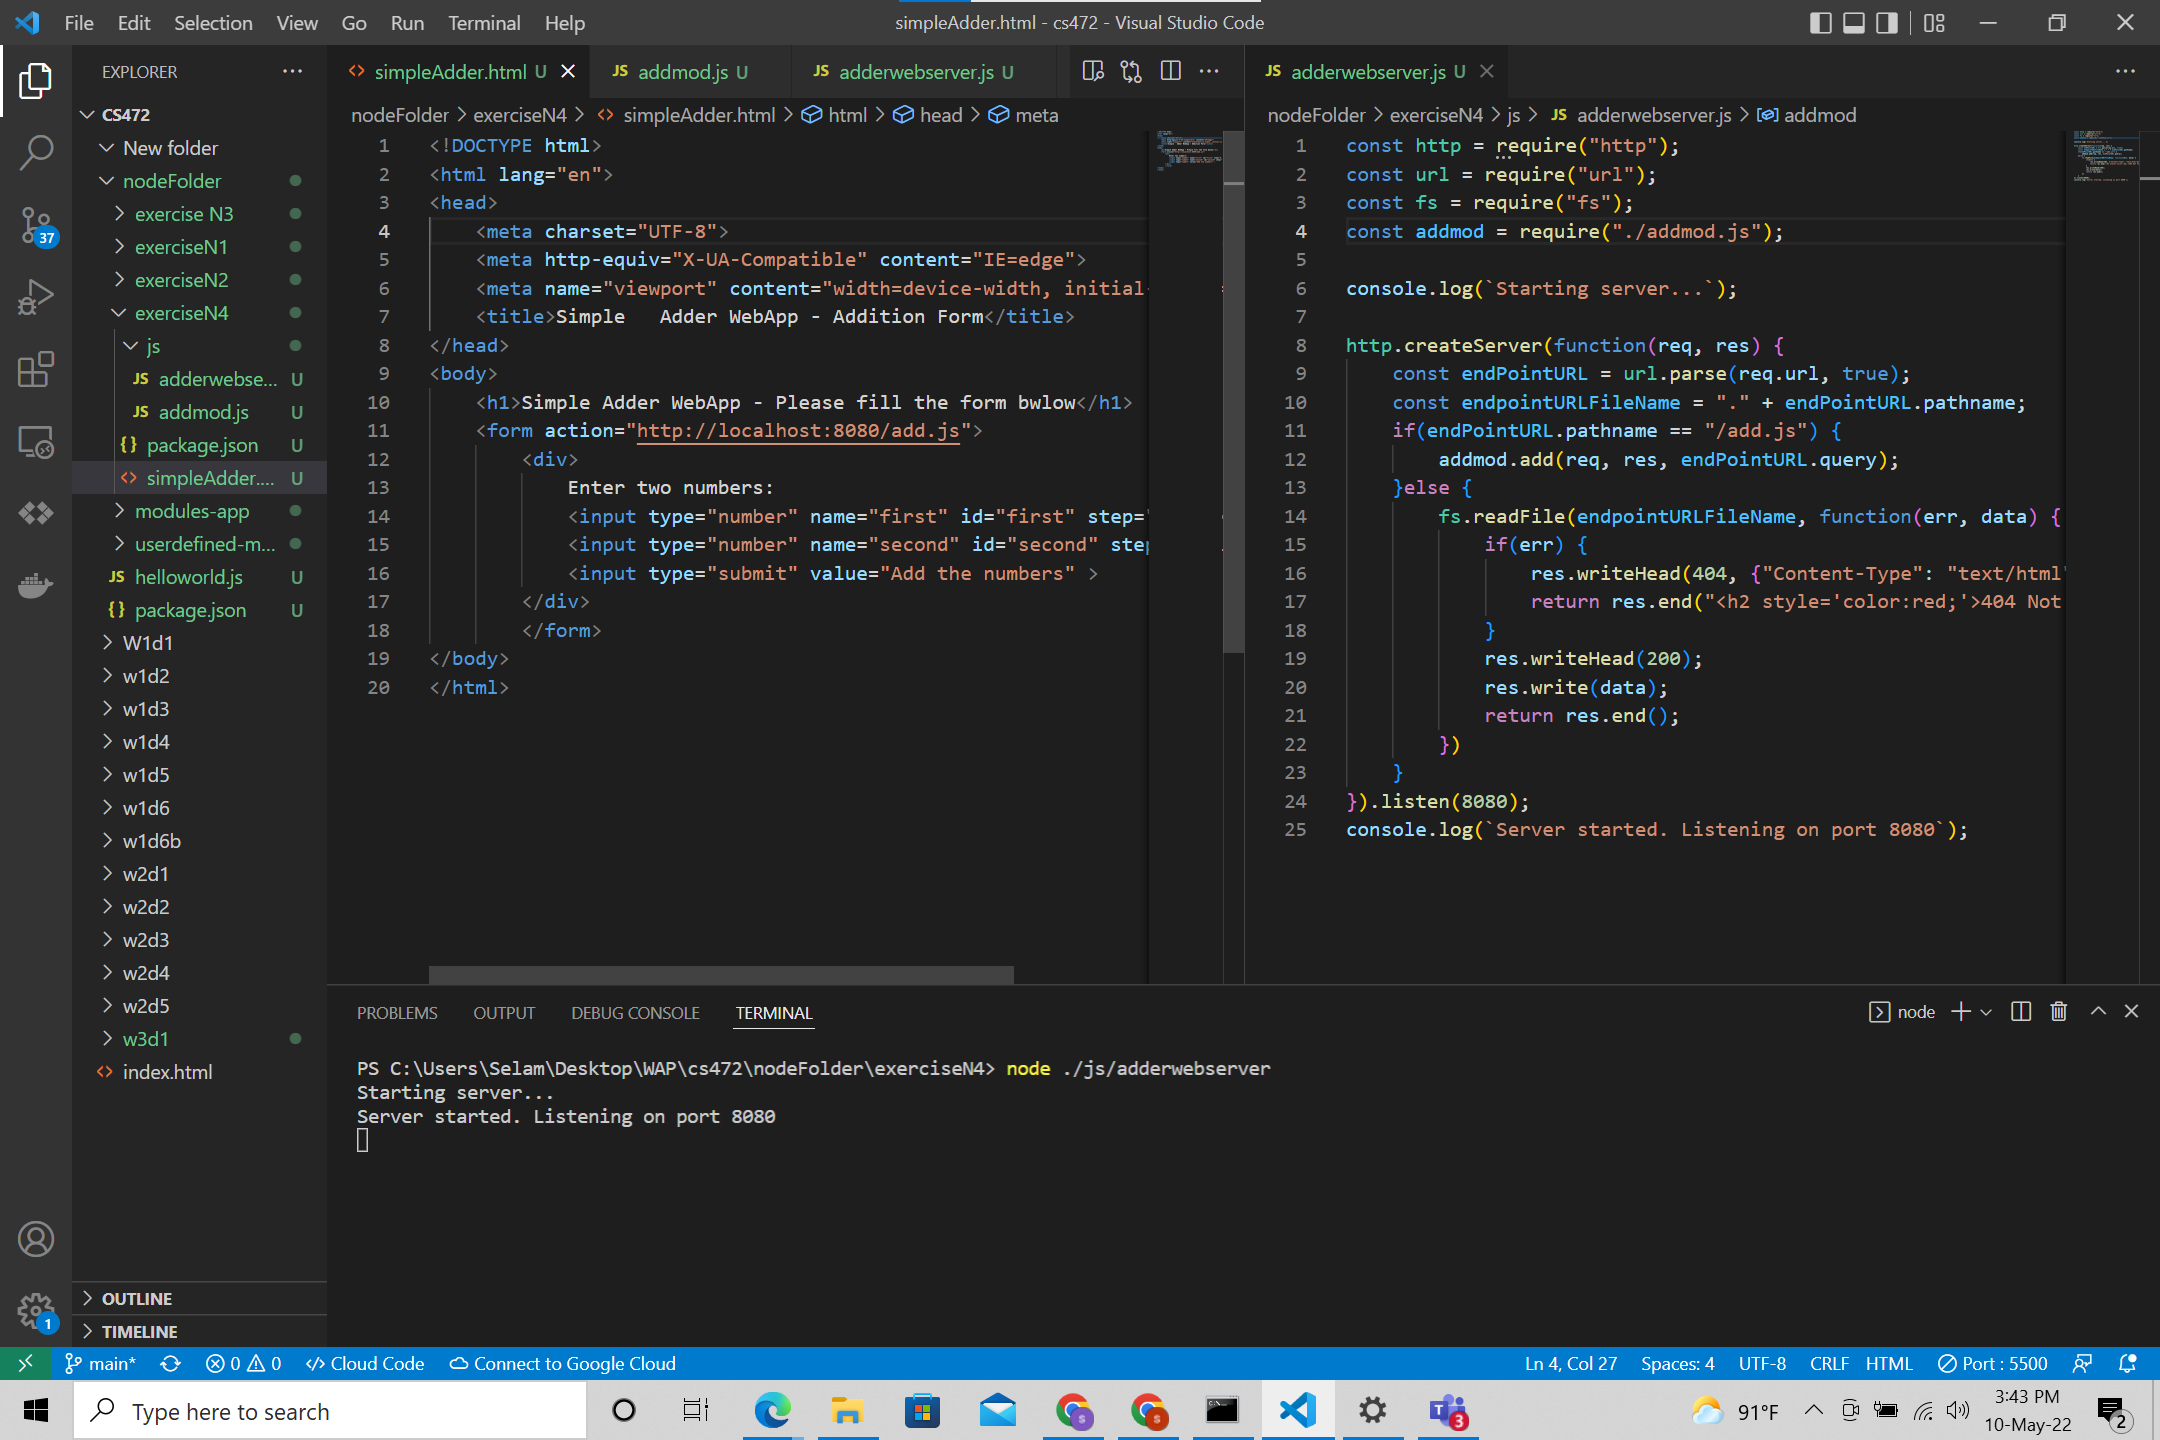 File Edit Selection View Go Run Terminal Help
simpleAdder.html - cs472 - Visual Studio Code
EXPLORER
CS472
New folder
nodeFolder
exercise N3
exerciseN1
exerciseN2
exerciseN4
js
JS adderwebse... U
JS addmod.js U
{} package.json U
<> simpleAdder.... U
modules-app
userdefined-m...
JS helloworld.js U
{} package.json U
W1d1
w1d2
w1d3
w1d4
w1d5
w1d6
w1d6b
w2d1
w2d2
w2d3
w2d4
w2d5
w3d1
<> index.html
OUTLINE
TIMELINE
37
1
<> simpleAdder.html U
JS addmod.js U
JS adderwebserver.js U
nodeFolder > exerciseN4 > <> simpleAdder.html > html > head > meta
1 <!DOCTYPE html>
2 <html lang="en">
3 <head>
4 <meta charset="UTF-8">
5 <meta http-equiv="X-UA-Compatible" content="IE=edge">
6 <meta name="viewport" content="width=device-width, initial-
7 <title>Simple   Adder WebApp - Addition Form</title>
8 </head>
9 <body>
10 <h1>Simple Adder WebApp - Please fill the form bwlow</h1>
11 <form action="http://localhost:8080/add.js">
12 <div>
13 Enter two numbers:
14 <input type="number" name="first" id="first" step="
15 <input type="number" name="second" id="second" step
16 <input type="submit" value="Add the numbers" >
17 </div>
18 </form>
19 </body>
20 </html>
JS adderwebserver.js U
nodeFolder > exerciseN4 > js > JS adderwebserver.js > addmod
1 const http = require("http");
2 const url = require("url");
3 const fs = require("fs");
4 const addmod = require("./addmod.js");
5
6 console.log(`Starting server...`);
7
8 http.createServer(function(req, res) {
9 const endPointURL = url.parse(req.url, true);
10 const endpointURLFileName = "." + endPointURL.pathname;
11 if(endPointURL.pathname == "/add.js") {
12 addmod.add(req, res, endPointURL.query);
13 }else {
14 fs.readFile(endpointURLFileName, function(err, data) {
15 if(err) {
16 res.writeHead(404, {"Content-Type": "text/html"
17 return res.end("<h2 style='color:red;'>404 Not
18 }
19 res.writeHead(200);
20 res.write(data);
21 return res.end();
22 })
23 }
24 }).listen(8080);
25 console.log(`Server started. Listening on port 8080`);
PROBLEMS OUTPUT DEBUG CONSOLE TERMINAL
node
PS C:\Users\Selam\Desktop\WAP\cs472\nodeFolder\exerciseN4> node ./js/adderwebserver
Starting server...
Server started. Listening on port 8080
main* 0 0 </> Cloud Code Connect to Google Cloud
Ln 4, Col 27 Spaces: 4 UTF-8 CRLF HTML Port : 5500
Type here to search
91°F
3:43 PM
10-May-22
3
2